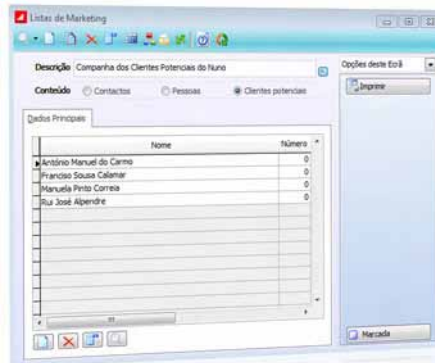 Listas de Marketing
Descrição Companha dos Clientes Potenciais do Nuno
Opções deste Ecrã
Conteúdo Contactos Pessoas Clientes potenciais
Imprime
Dados Principais
Nome Número
António Manuel do Carmo 0
Franciso Sousa Calamar 0
Manuela Pinto Correia 0
Rui José Alpendre 0
Marcada